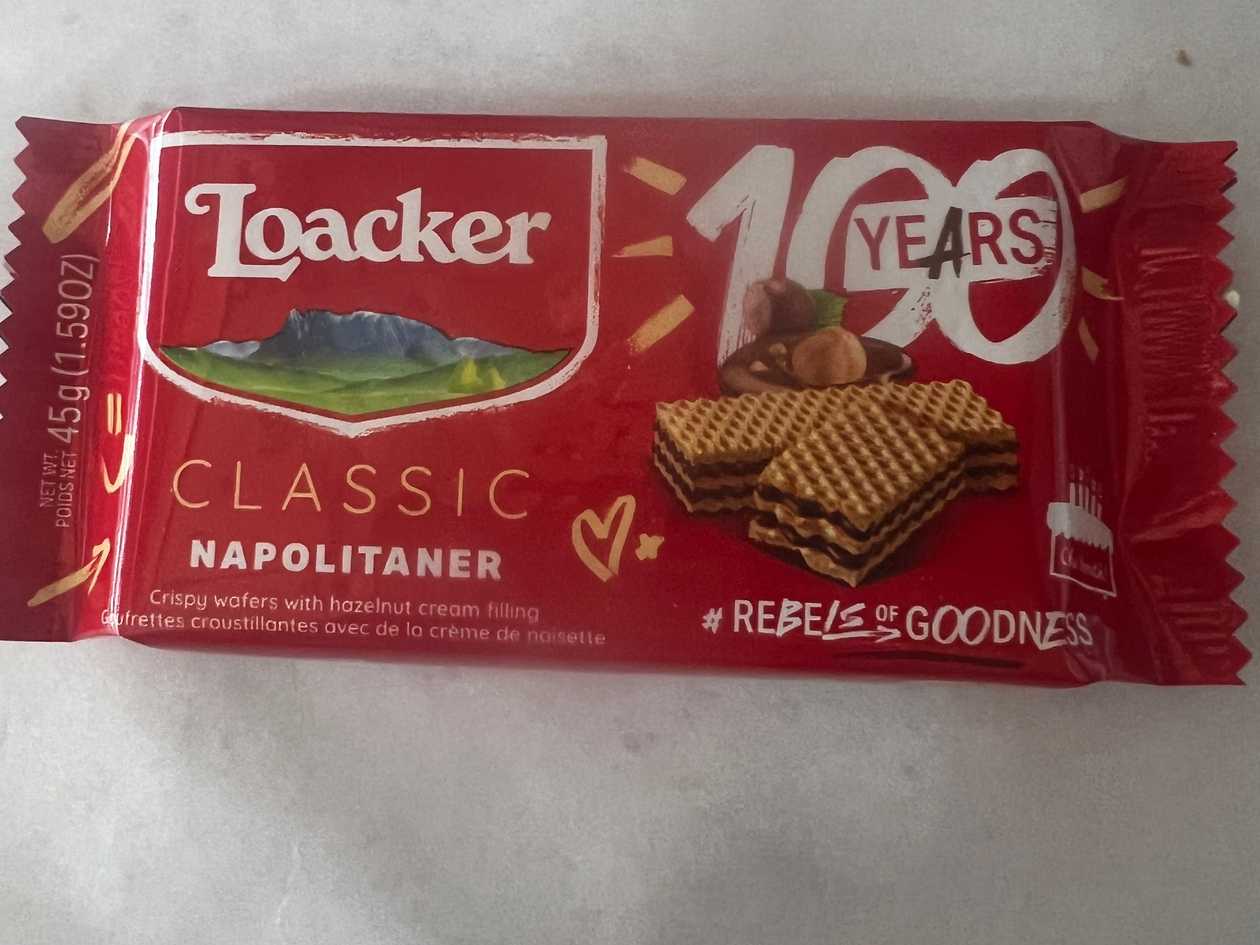 Loacker
100
YEARS
CLASSIC
NAPOLITANER
Crispy wafers with hazelnut cream filling
Gaufrettes croustillantes avec de la crème de noisette
# REBELS OF GOODNESS
NET WT.
POIDS NET 45g (1.59OZ)